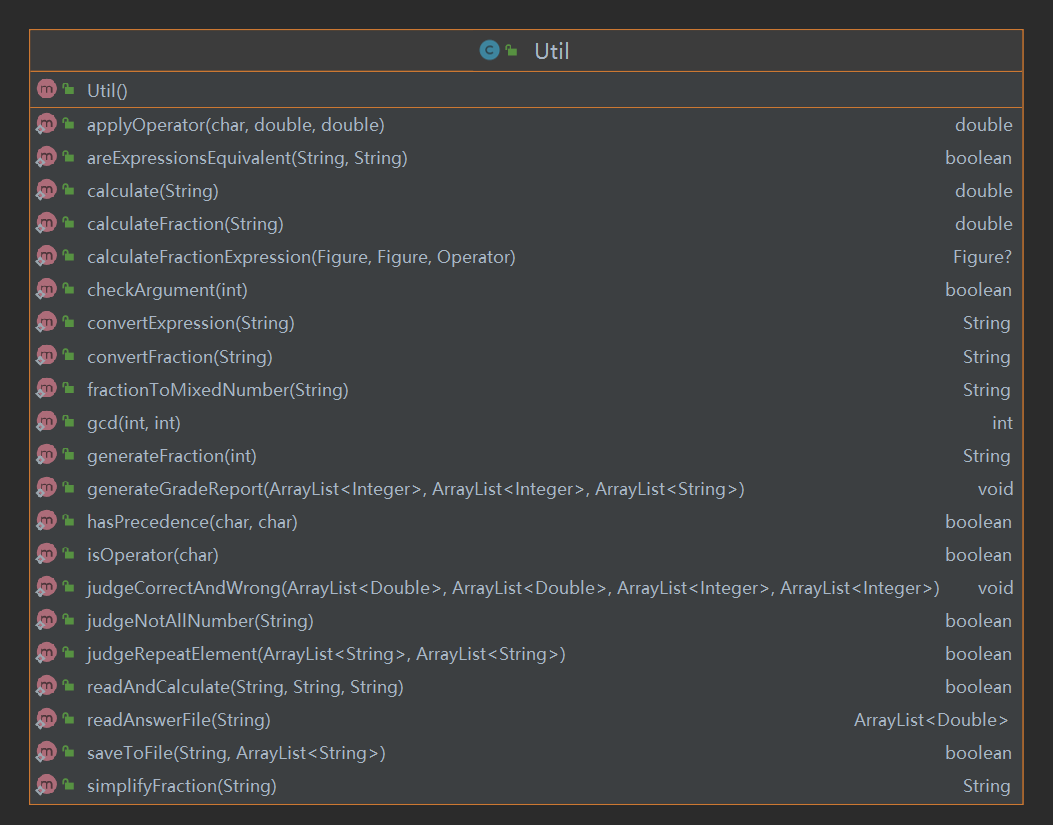 C Util
m Util()
m applyOperator(char, double, double) double
m areExpressionsEquivalent(String, String) boolean
m calculate(String) double
m calculateFraction(String) double
m calculateFractionExpression(Figure, Figure, Operator) Figure?
m checkArgument(int) boolean
m convertExpression(String) String
m convertFraction(String) String
m fractionToMixedNumber(String) String
m gcd(int, int) int
m generateFraction(int) String
m generateGradeReport(ArrayList<Integer>, ArrayList<Integer>, ArrayList<String>) void
m hasPrecedence(char, char) boolean
m isOperator(char) boolean
m judgeCorrectAndWrong(ArrayList<Double>, ArrayList<Double>, ArrayList<Integer>, ArrayList<Integer>) void
m judgeNotAllNumber(String) boolean
m judgeRepeatElement(ArrayList<String>, ArrayList<String>) boolean
m readAndCalculate(String, String, String) boolean
m readAnswerFile(String) ArrayList<Double>
m saveToFile(String, ArrayList<String>) boolean
m simplifyFraction(String) String